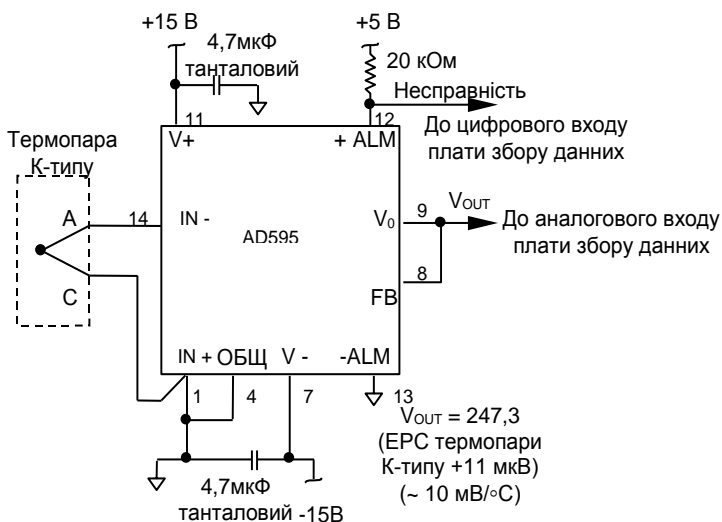 +15 В
4,7мкФ
танталовий
+5 В
20 кОм
Несправність
До цифрового входу
плати збору данних
11
12
V+
+ ALM
Термопара
К-типу
A
C
14
IN -
AD595
V₀
9
VOUT
До аналогового входу
плати збору данних
8
FB
IN + ОБЩ V - -ALM
1
4
7
13
VOUT = 247,3
(ЕРС термопари
К-типу +11 мкВ)
(~ 10 мВ/°C)
4,7мкФ
танталовий -15В